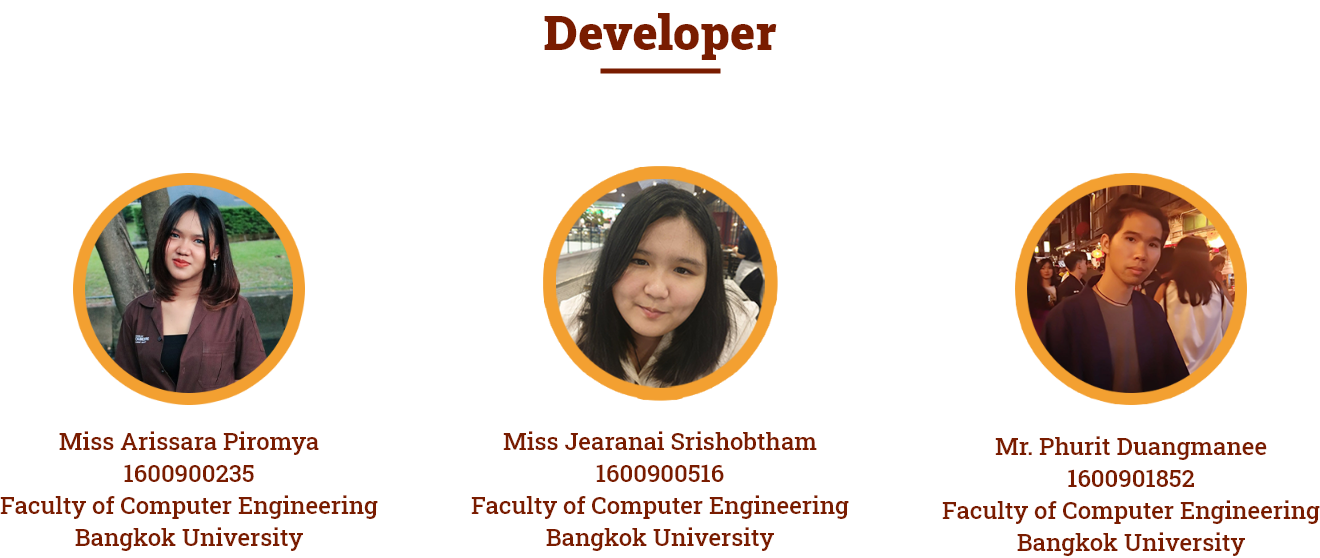 Developer
Miss Arissara Piromya
1600900235
Faculty of Computer Engineering
Bangkok University
Miss Jearanai Srishobtham
1600900516
Faculty of Computer Engineering
Bangkok University
Mr. Phurit Duangmanee
1600901852
Faculty of Computer Engineering
Bangkok University